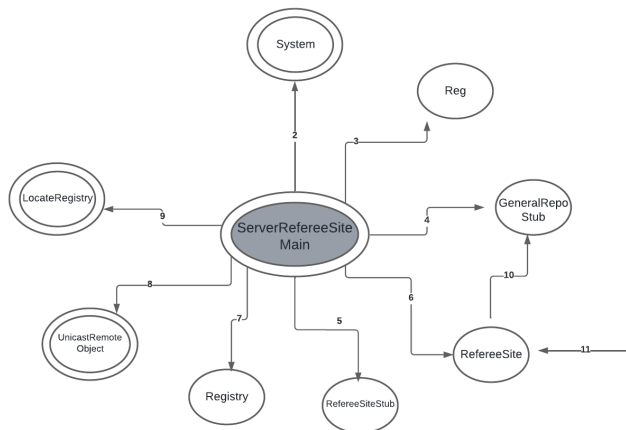 System
Reg
2
3
LocateRegistry
9
ServerRefereeSite
Main
4
GeneralRepo
Stub
10
8
6
7
5
UnicastRemote
Object
RefereeSite
11
Registry
RefereeSiteStub